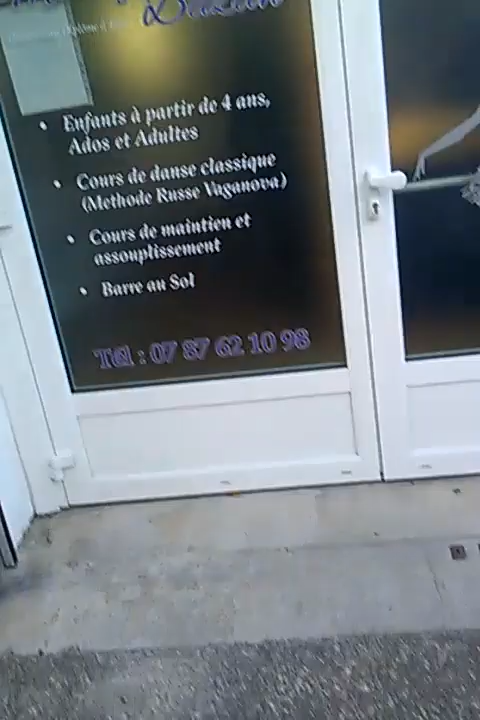 • Enfants à partir de 4 ans,
Ados et Adultes
• Cours de danse classique
(Methode Russe Vaganova)
• Cours de maintien et
assouplissement
• Barre au Sol
Tél : 07 87 62 10 98